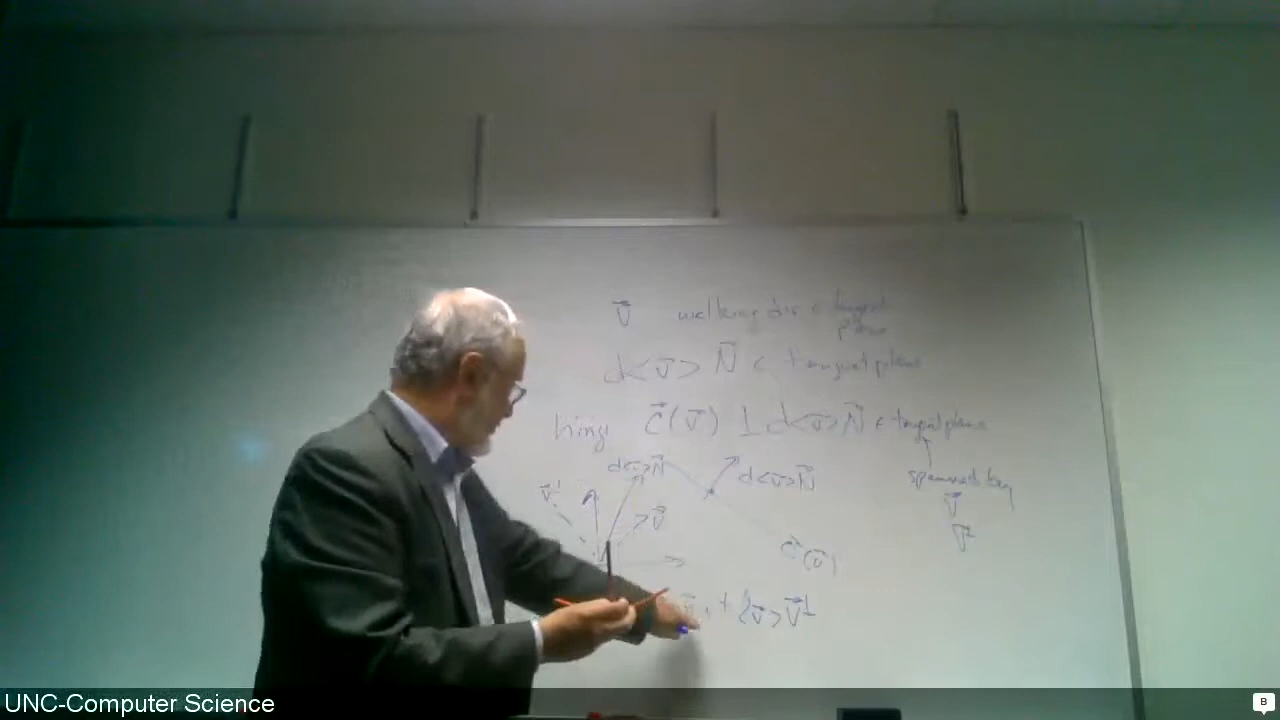 v⃗ walking dir ∈ tangent
plane
d<v⃗> N⃗ ∈ tangent plane
hinge c⃗(v⃗) ⊥ d<v⃗>N⃗ ∈ tangent plane
d<v⃗>N⃗ d<v⃗>N⃗ spanned by
v⃗⊥ v⃗ v⃗
v⃗⊥
c⃗(v⃗)
+ <v⃗> v⃗⊥
UNC-Computer Science
B